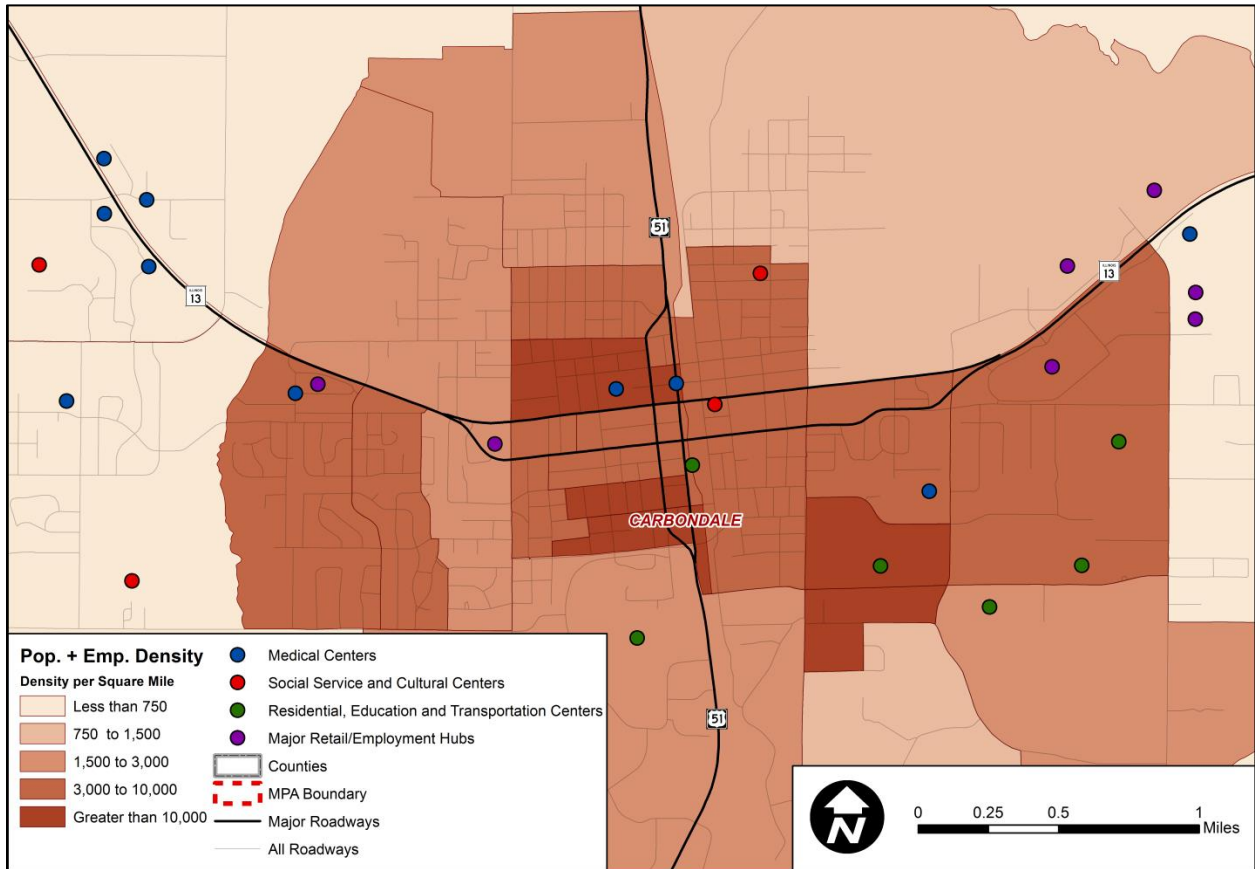 51
ILLINOIS
13
ILLINOIS
13
CARBONDALE
51
Pop. + Emp. Density
Density per Square Mile
Less than 750
750 to 1,500
1,500 to 3,000
3,000 to 10,000
Greater than 10,000
Medical Centers
Social Service and Cultural Centers
Residential, Education and Transportation Centers
Major Retail/Employment Hubs
Counties
MPA Boundary
Major Roadways
All Roadways
N
0 0.25 0.5 1
Miles